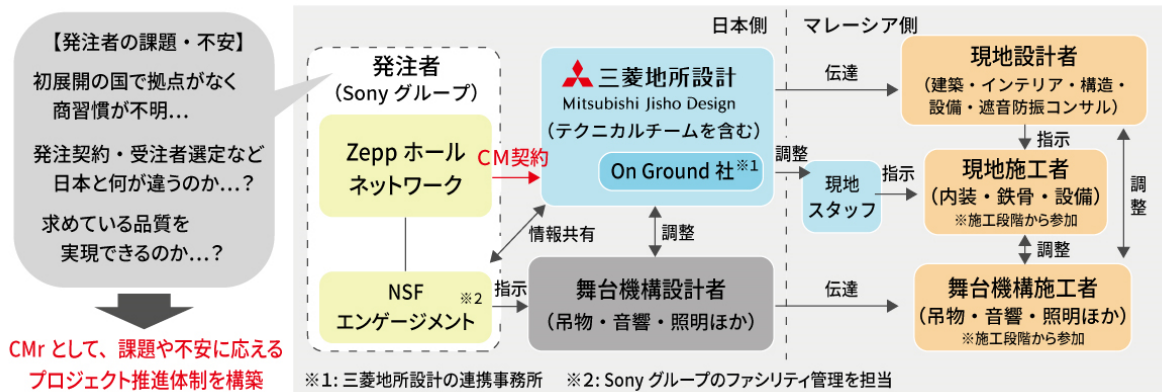 【発注者の課題・不安】
初展開の国で拠点がなく
商習慣が不明…
発注契約・受注者選定など
日本と何が違うのか…?
求めている品質を
実現できるのか…?
CMrとして、課題や不安に応える
プロジェクト推進体制を構築
日本側
マレーシア側
発注者
(Sonyグループ)
Zeppホール
ネットワーク
CM契約
三菱地所設計
Mitsubishi Jisho Design
(テクニカルチームを含む)
On Ground社※1
情報共有
調整
NSF
エンゲージメント※2
指示
舞台機構設計者
(吊物・音響・照明ほか)
伝達
調整
現地
スタッフ
指示
伝達
現地設計者
(建築・インテリア・構造・
設備・遮音防振コンサル)
指示
現地施工者
(内装・鉄骨・設備)
※施工段階から参加
調整
調整
舞台機構施工者
(吊物・音響・照明ほか)
※施工段階から参加
※1:三菱地所設計の連携事務所 ※2:Sonyグループのファシリティ管理を担当